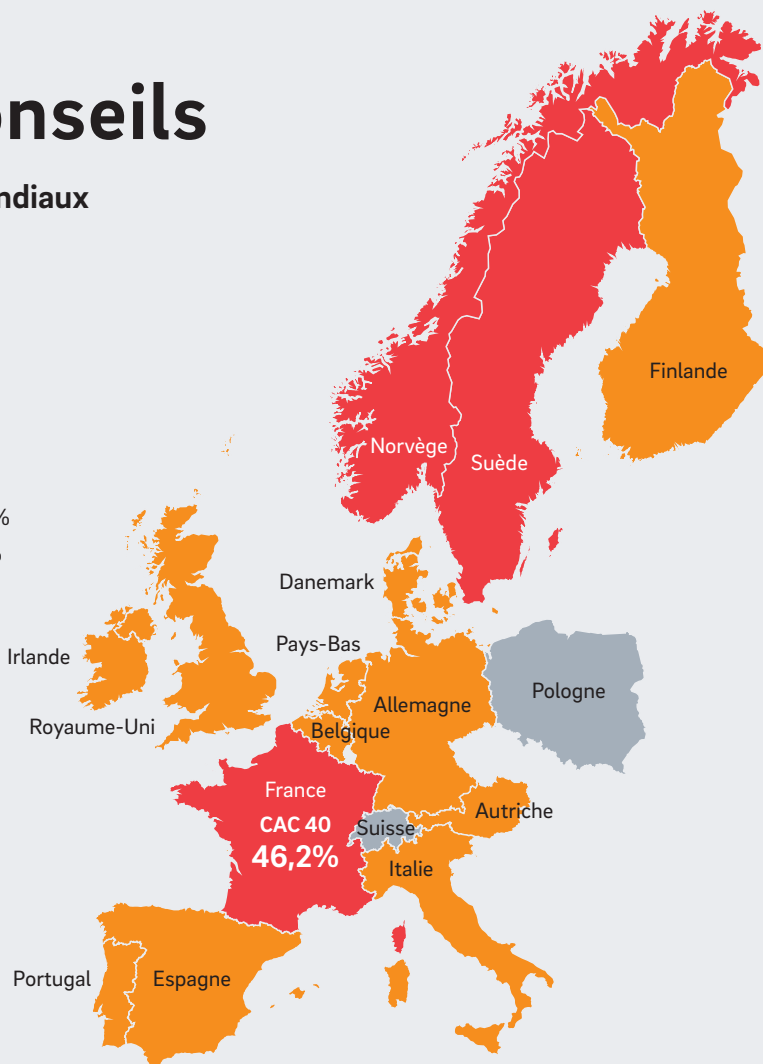 onseils
ndiaux
Finlande
Norvège
Suède
%
Danemark
Pays-Bas
Irlande
Pologne
Allemagne
Royaume-Uni
Belgique
France
Autriche
CAC 40
Suisse
46,2%
Italie
Portugal
Espagne